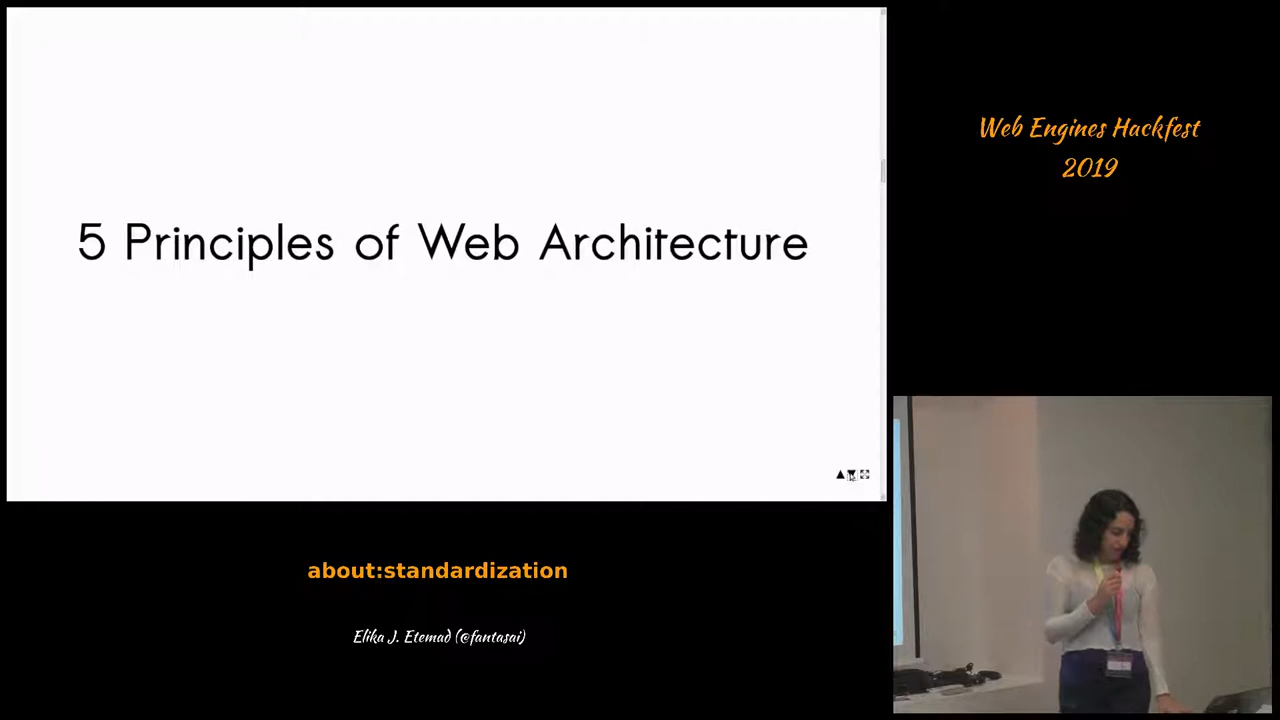 5 Principles of Web Architecture
Web Engines Hackfest
2019
about:standardization
Elika J. Etemad (@fantasai)